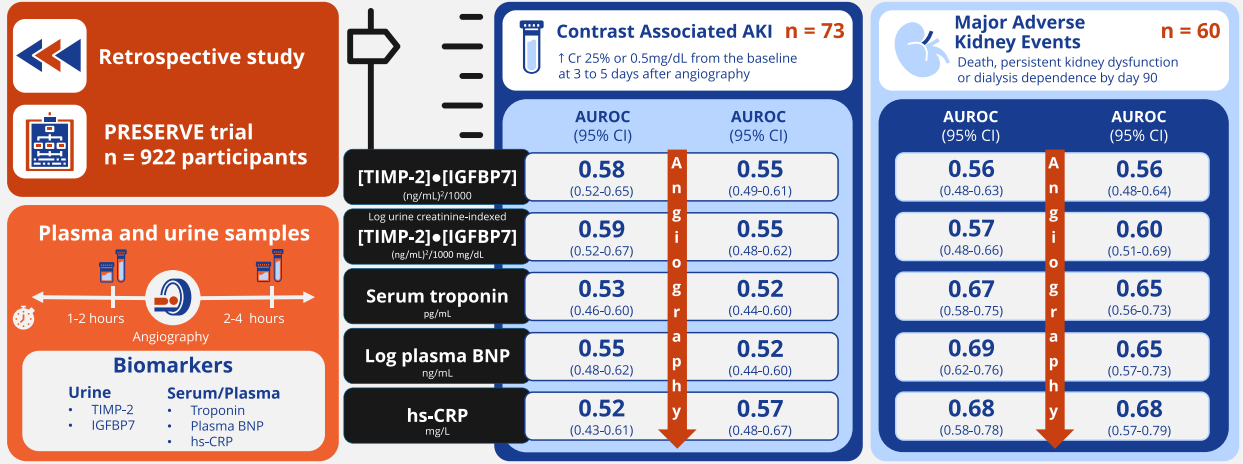 Retrospective study
PRESERVE trial
n = 922 participants
Plasma and urine samples
1-2 hours
2-4 hours
Angiography
Biomarkers
Urine
• TIMP-2
• IGFBP7
Serum/Plasma
• Troponin
• Plasma BNP
• hs-CRP
Contrast Associated AKI n = 73
↑ Cr 25% or 0.5mg/dL from the baseline
at 3 to 5 days after angiography
Major Adverse
Kidney Events
n = 60
Death, persistent kidney dysfunction
or dialysis dependence by day 90
AUROC AUROC AUROC AUROC
(95% CI) (95% CI) (95% CI) (95% CI)
[TIMP-2]●[IGFBP7] 0.58 0.55 0.56 0.56
(ng/mL)²/1000 (0.52-0.65) (0.49-0.61) (0.48-0.63) (0.48-0.64)
Log urine creatinine-indexed
[TIMP-2]●[IGFBP7] 0.59 0.55 0.57 0.60
(ng/mL)²/1000 mg/dL (0.52-0.67) (0.48-0.62) (0.48-0.66) (0.51-0.69)
Serum troponin 0.53 0.52 0.67 0.65
pg/mL (0.46-0.60) (0.44-0.60) (0.58-0.75) (0.56-0.73)
Log plasma BNP 0.55 0.52 0.69 0.65
ng/mL (0.48-0.62) (0.44-0.60) (0.62-0.76) (0.57-0.73)
hs-CRP 0.52 0.57 0.68 0.68
mg/L (0.43-0.61) (0.48-0.67) (0.58-0.78) (0.57-0.79)
Angiography
Angiography